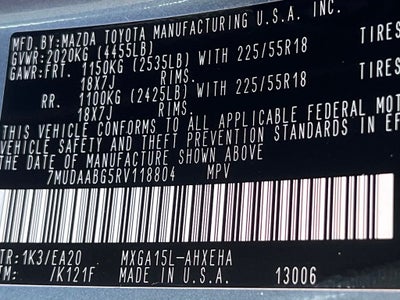 MFD.BY:MAZDA TOYOTA MANUFACTURING U.S.A. INC.
GVWR:2020KG (4455LB)
GAWR:FRT. 1150KG (2535LB) WITH 225/55R18 TIRES
18X7J RIMS.
RR. 1100KG (2425LB) WITH 225/55R18 TIRES
18X7J RIMS.
THIS VEHICLE CONFORMS TO ALL APPLICABLE FEDERAL MOT
SAFETY AND THEFT PREVENTION STANDARDS IN EF
THE DATE OF MANUFACTURE SHOWN ABOVE
7MUDAABG5RV118804 MPV
TR:1K3/EA20 MXGA15L-AHXEHA
TM: /K121F MADE IN U.S.A. 13006